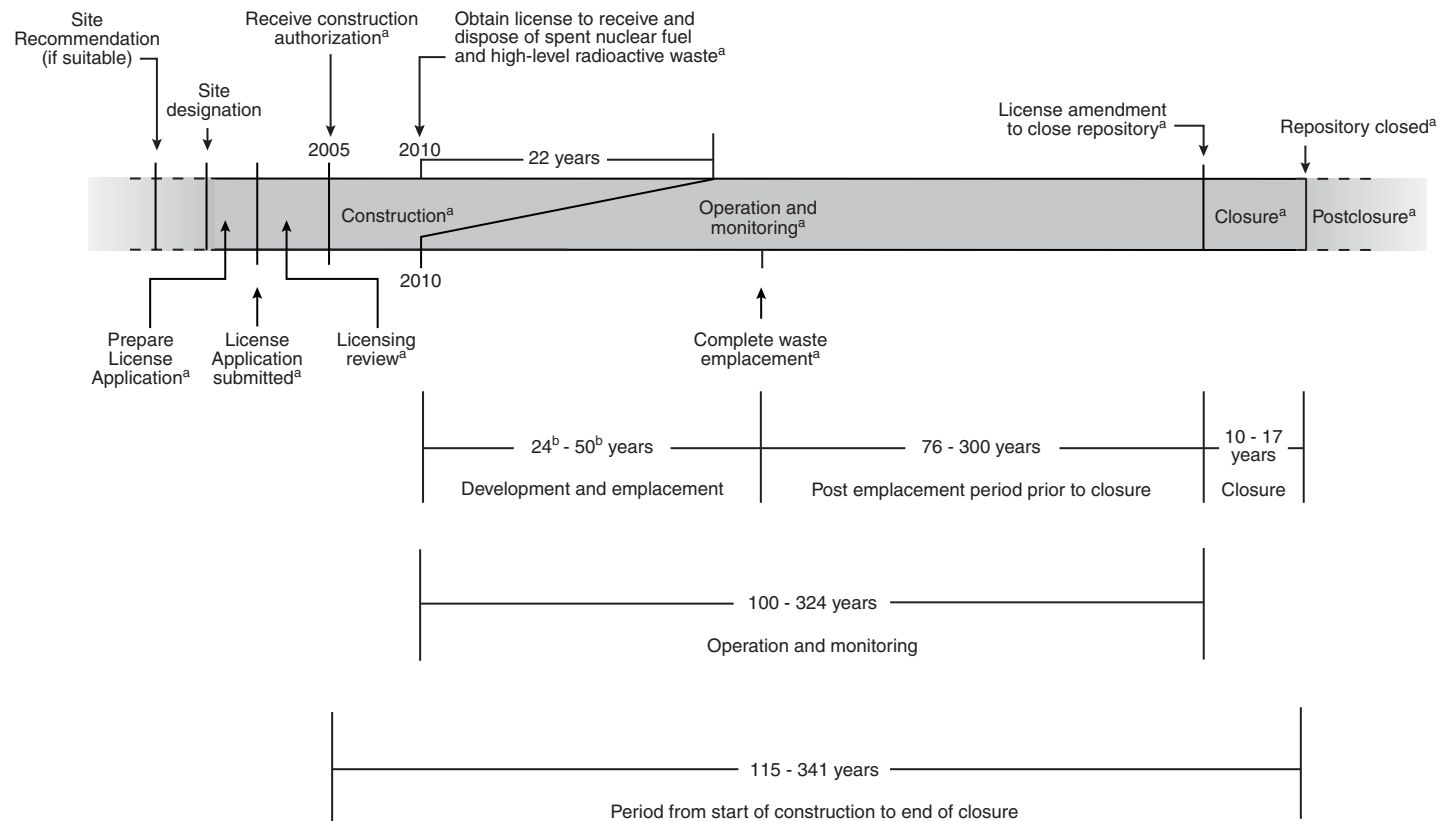 Site
Recommendation
(if suitable)
Site
designation
Receive construction
authorizationᵃ
Obtain license to receive and
dispose of spent nuclear fuel
and high-level radioactive wasteᵃ
License amendment
to close repositoryᵃ
Repository closedᵃ
2005
2010
22 years
Constructionᵃ
Operation and
monitoringᵃ
Closureᵃ
Postclosureᵃ
2010
Prepare
License
Applicationᵃ
License
Application
submittedᵃ
Licensing
reviewᵃ
Complete waste
emplacementᵃ
24ᵇ - 50ᵇ years
76 - 300 years
10 - 17
years
Development and emplacement
Post emplacement period prior to closure
Closure
100 - 324 years
Operation and monitoring
115 - 341 years
Period from start of construction to end of closure